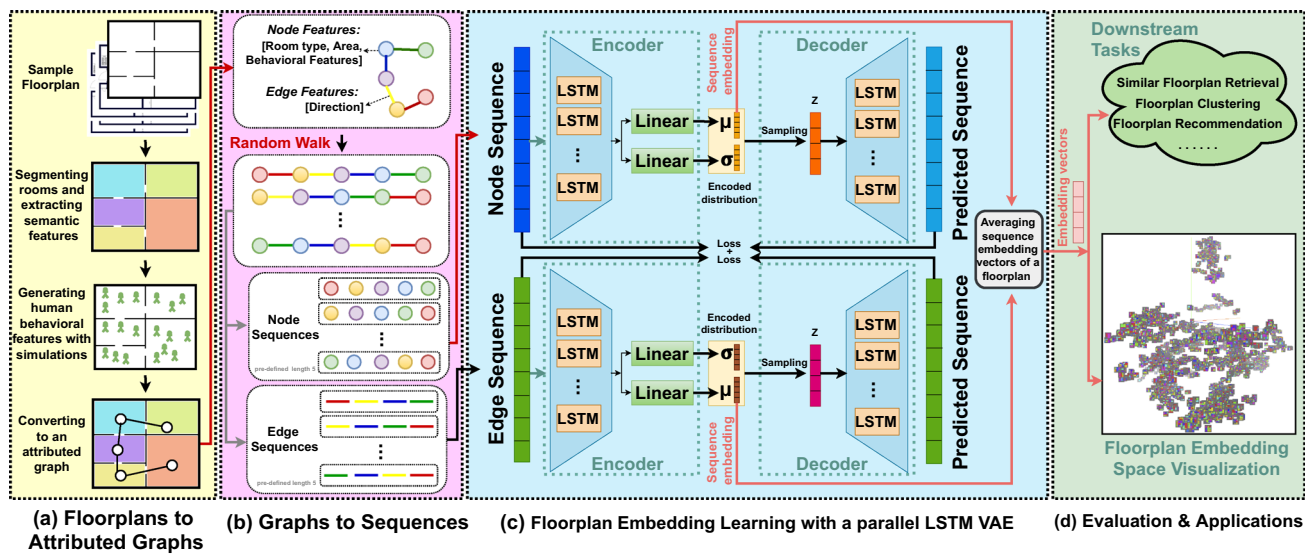 Sample
Floorplan
Segmenting
rooms and
extracting
semantic
features
Generating
human
behavioral
features with
simulations
Converting
to an
attributed
graph
(a) Floorplans to
Attributed Graphs
Node Features:
[Room type, Area,
Behavioral Features]
Edge Features:
[Direction]
Random Walk
Node
Sequences
pre-defined length 5
Edge
Sequences
pre-defined length 5
(b) Graphs to Sequences
Node Sequence
Encoder
LSTM
LSTM
LSTM
Linear
Linear
μ
σ
Encoded
distribution
Sequence
embedding
Sampling
Z
Decoder
LSTM
LSTM
LSTM
Predicted Sequence
Loss
+
Loss
Edge Sequence
LSTM
LSTM
LSTM
Encoder
Linear
Linear
Encoded
distribution
σ
μ
Sequence
embedding
Sampling
Z
LSTM
LSTM
LSTM
Decoder
Predicted Sequence
Averaging
sequence
embedding
vectors of a
floorplan
(c) Floorplan Embedding Learning with a parallel LSTM VAE
Embedding vectors
Downstream
Tasks
Similar Floorplan Retrieval
Floorplan Clustering
Floorplan Recommendation
......
Floorplan Embedding
Space Visualization
(d) Evaluation & Applications